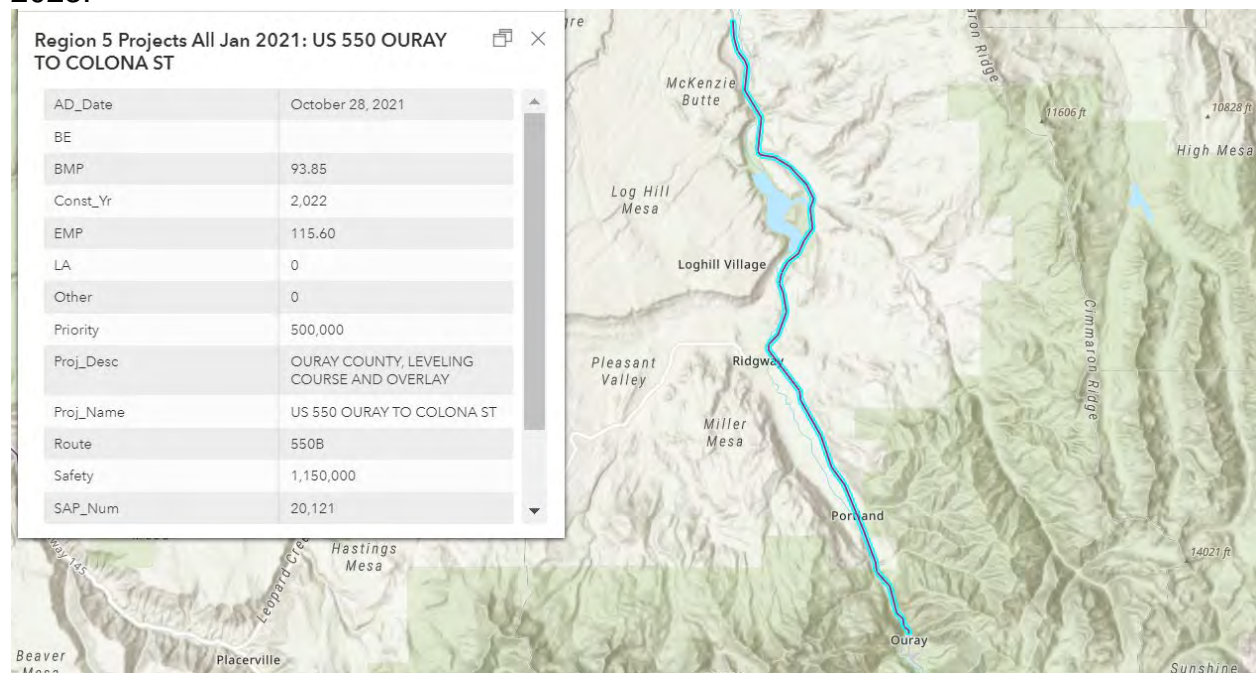 Region 5 Projects All Jan 2021: US 550 OURAY
TO COLONA ST
AD_Date October 28, 2021
BE
BMP 93.85
Const_Yr 2,022
EMP 115.60
LA 0
Other 0
Priority 500,000
Proj_Desc OURAY COUNTY, LEVELING
COURSE AND OVERLAY
Proj_Name US 550 OURAY TO COLONA ST
Route 550B
Safety 1,150,000
SAP_Num 20,121
McKenzie
Butte
Log Hill
Mesa
Loghill Village
Pleasant
Valley
Ridgway
Miller
Mesa
Portland
Ouray
11606 ft
10828 ft
High Mesa
Cimmaron Ridge
14021 ft
Hastings
Mesa
Leopard Cree
way 145
Placerville
Beaver
Mesa
Sunshine